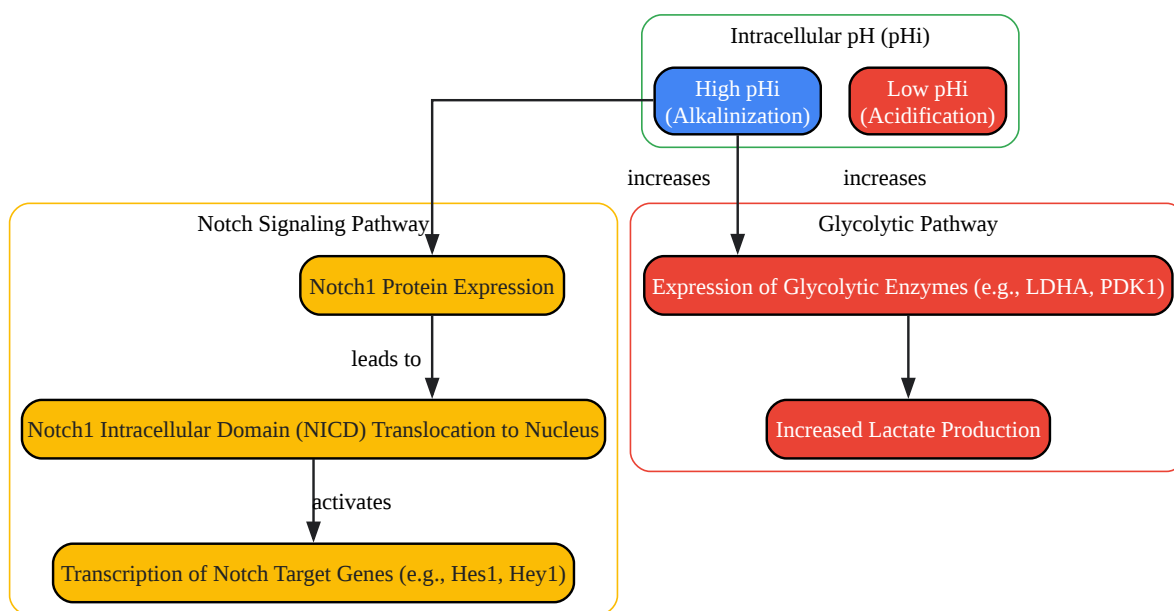 Intracellular pH (pHi)
High pHi
(Alkalinization)
Low pHi
(Acidification)
increases
increases
Notch Signaling Pathway
Glycolytic Pathway
Notch1 Protein Expression
Expression of Glycolytic Enzymes (e.g., LDHA, PDK1)
leads to
Notch1 Intracellular Domain (NICD) Translocation to Nucleus
Increased Lactate Production
activates
Transcription of Notch Target Genes (e.g., Hes1, Hey1)